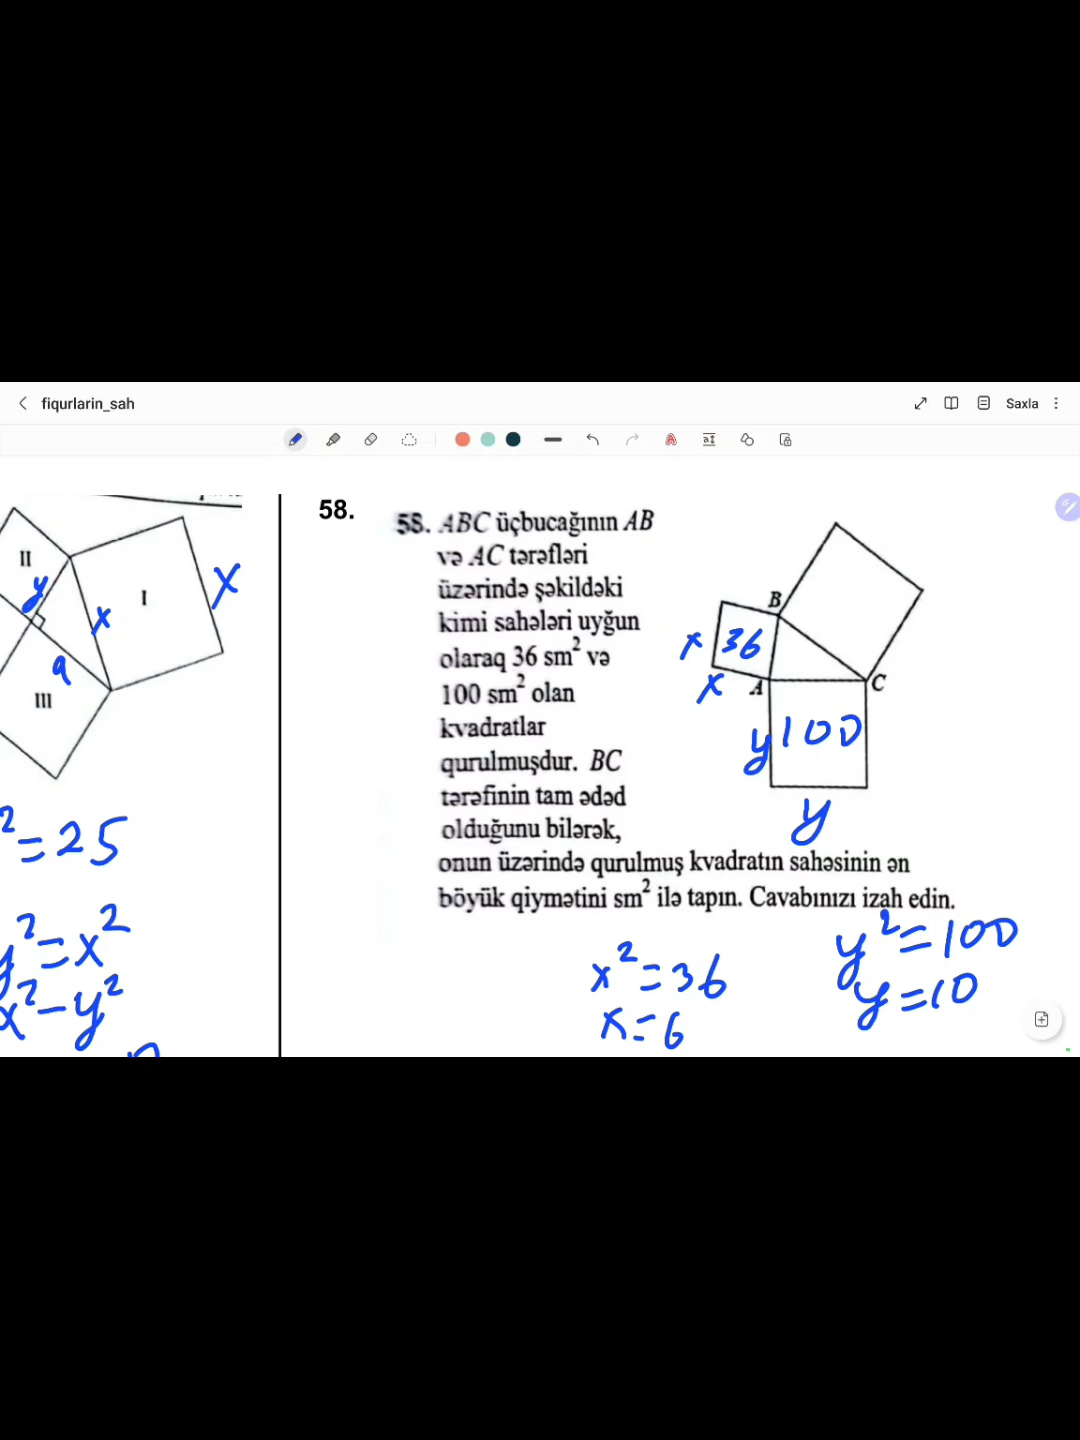 fiqurlarin_sah
Saxla
II
y
I
x
x
a
III
²=25
y²=x²
x²-y²
58.
58. ABC üçbucağının AB
və AC tərəfləri
üzərində şəkildəki
kimi sahələri uyğun
olaraq 36 sm² və
100 sm² olan
kvadratlar
qurulmuşdur. BC
tərəfinin tam ədəd
olduğunu bilərək,
onun üzərində qurulmuş kvadratın sahəsinin ən
böyük qiymətini sm² ilə tapın. Cavabınızı izah edin.
B
x 36
x
A
C
y 100
y
x²=36
x=6
y²=100
y=10